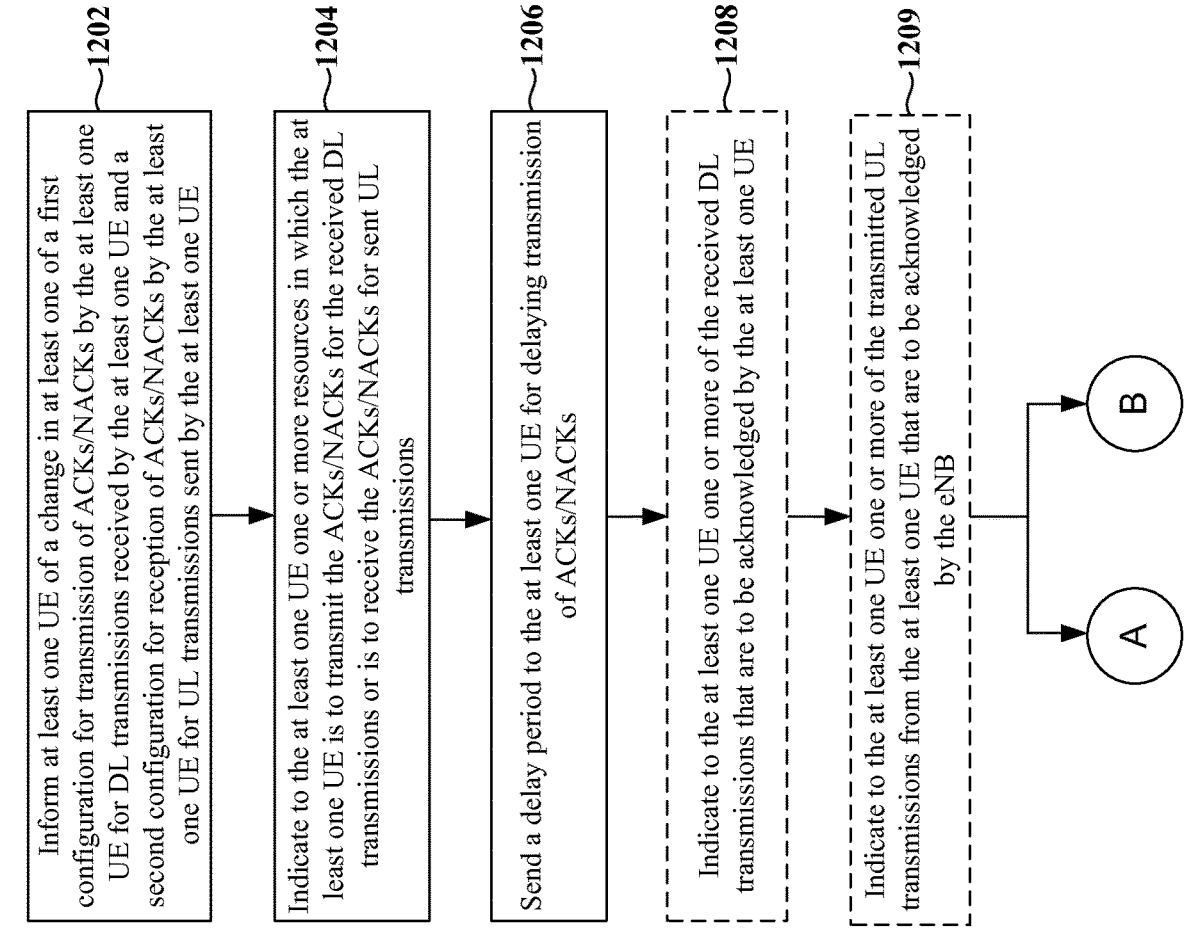 Inform at least one UE of a change in at least one of a first
configuration for transmission of ACKs/NACKs by the at least one
UE for DL transmissions received by the at least one UE and a
second configuration for reception of ACKs/NACKs by the at least
one UE for UL transmissions sent by the at least one UE
1202
Indicate to the at least one UE one or more resources in which the at
least one UE is to transmit the ACKs/NACKs for the received DL
transmissions or is to receive the ACKs/NACKs for sent UL
transmissions
1204
Send a delay period to the at least one UE for delaying transmission
of ACKs/NACKs
1206
Indicate to the at least one UE one or more of the received DL
transmissions that are to be acknowledged by the at least one UE
1208
Indicate to the at least one UE one or more of the transmitted UL
transmissions from the at least one UE that are to be acknowledged
by the eNB
1209
A
B